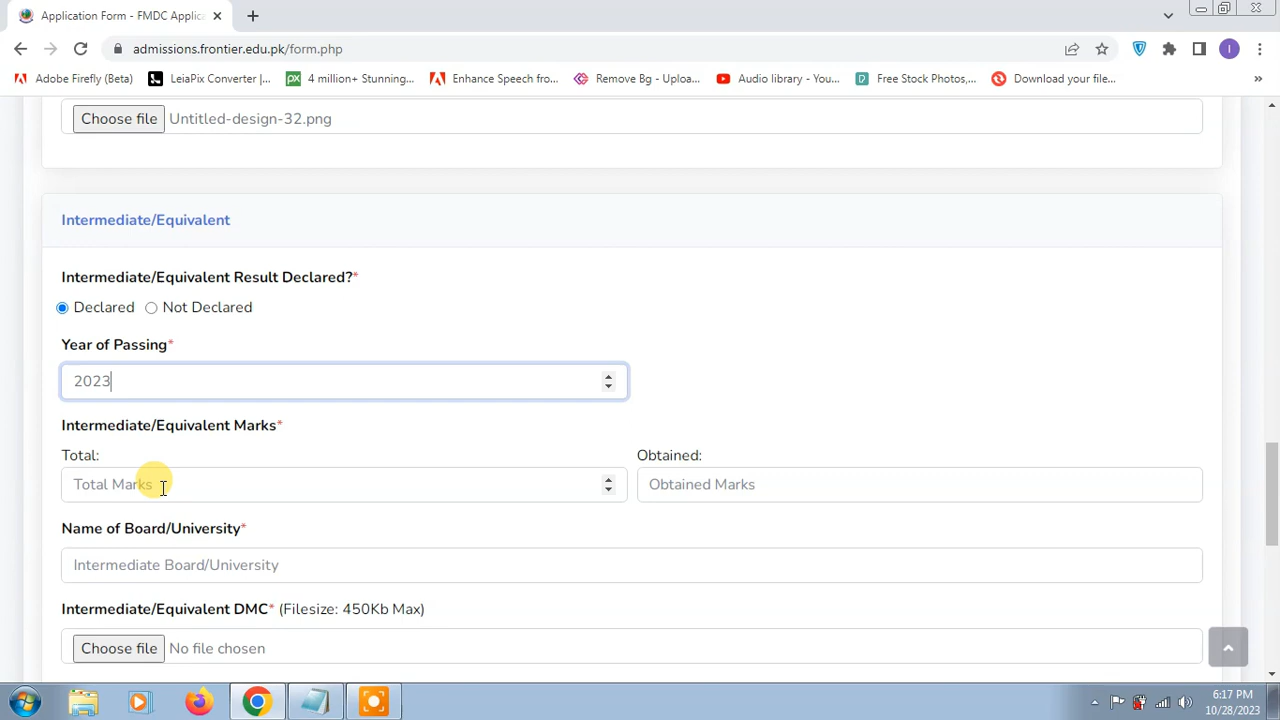 Application Form - FMDC Applica
admissions.frontier.edu.pk/form.php
I
Adobe Firefly (Beta)
LeiaPix Converter |...
px
4 million+ Stunning...
Enhance Speech fro...
Remove Bg - Uploa...
Audio library - You...
Free Stock Photos,...
Download your file...
»
Choose file Untitled-design-32.png
Intermediate/Equivalent
Intermediate/Equivalent Result Declared?*
Declared Not Declared
Year of Passing*
2023
Intermediate/Equivalent Marks*
Total: Obtained:
Total Marks Obtained Marks
Name of Board/University*
Intermediate Board/University
Intermediate/Equivalent DMC* (Filesize: 450Kb Max)
Choose file No file chosen
6:17 PM
10/28/2023